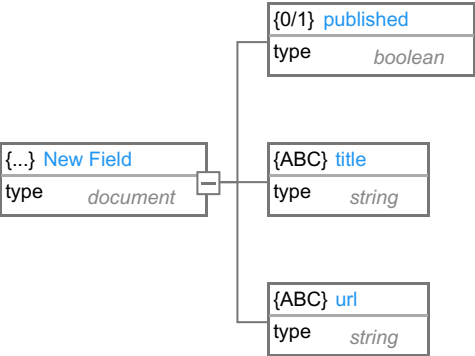 {0/1} published
type boolean
{...} New Field
type document
{ABC} title
type string
{ABC} url
type string